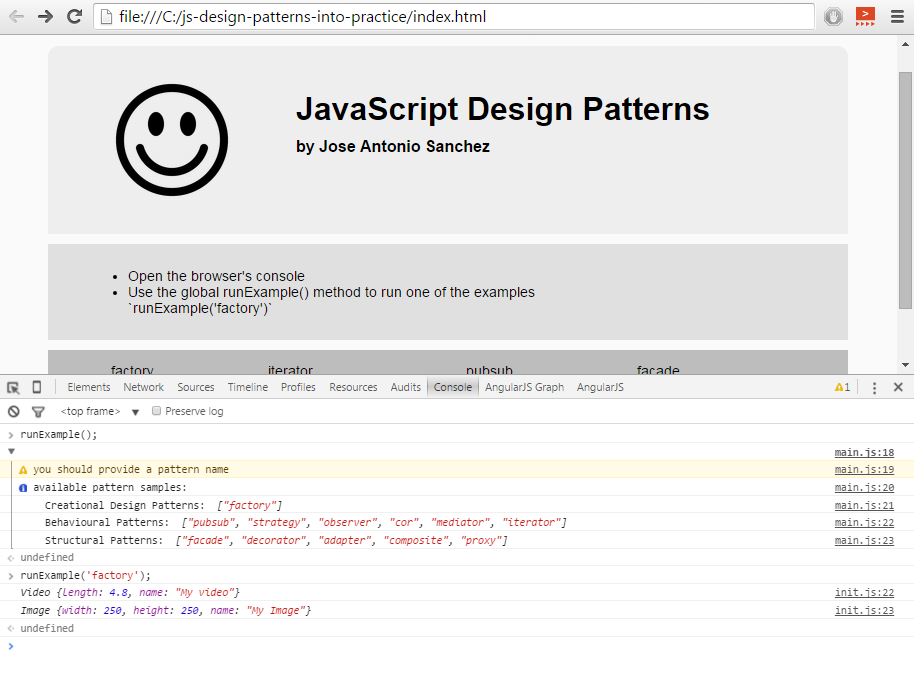 file:///C:/js-design-patterns-into-practice/index.html
JavaScript Design Patterns
by Jose Antonio Sanchez
• Open the browser's console
• Use the global runExample() method to run one of the examples
`runExample('factory')`
factory iterator pubsub facade
Elements Network Sources Timeline Profiles Resources Audits Console AngularJS Graph AngularJS 1
<top frame> ▼ Preserve log
> runExample();
▼ main.js:18
you should provide a pattern name main.js:19
available pattern samples: main.js:20
Creational Design Patterns: ["factory"] main.js:21
Behavioural Patterns: ["pubsub", "strategy", "observer", "cor", "mediator", "iterator"] main.js:22
Structural Patterns: ["facade", "decorator", "adapter", "composite", "proxy"] main.js:23
undefined
> runExample('factory');
Video {length: 4.8, name: "My video"} init.js:22
Image {width: 250, height: 250, name: "My Image"} init.js:23
undefined
>